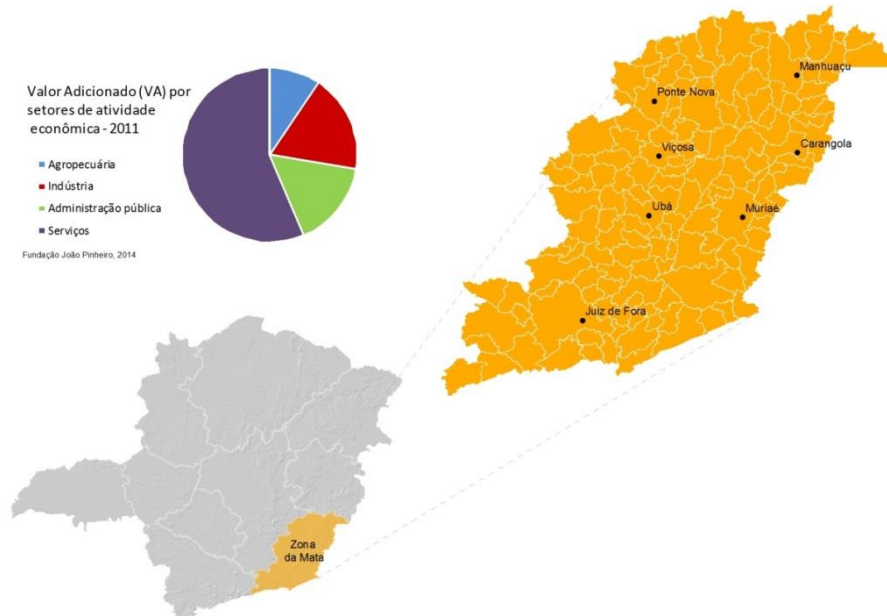 Valor Adicionado (VA) por
setores de atividade
econômica - 2011
Agropecuária
Indústria
Administração pública
Serviços
Fundação João Pinheiro, 2014
Manhuaçu
Ponte Nova
Carangola
Viçosa
Ubá
Muriaé
Juiz de Fora
Zona
da Mata